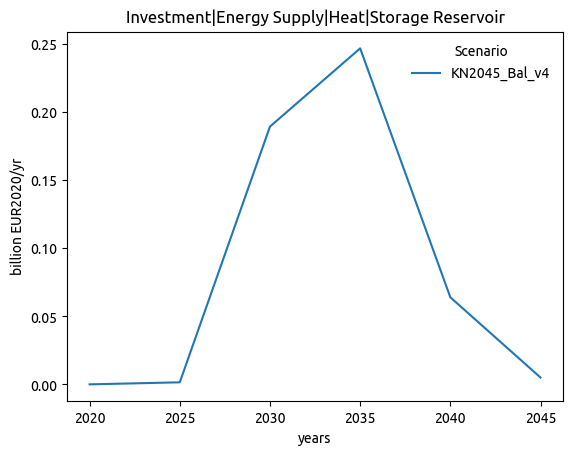 Investment|Energy Supply|Heat|Storage Reservoir
Scenario
KN2045_Bal_v4
billion EUR2020/yr
0.25
0.20
0.15
0.10
0.05
0.00
2020 2025 2030 2035 2040 2045
years